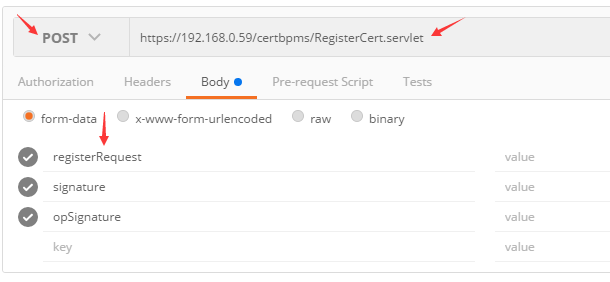 POST https://192.168.0.59/certbpms/RegisterCert.servlet
Authorization Headers Body Pre-request Script Tests
form-data x-www-form-urlencoded raw binary
registerRequest value
signature value
opSignature value
key value